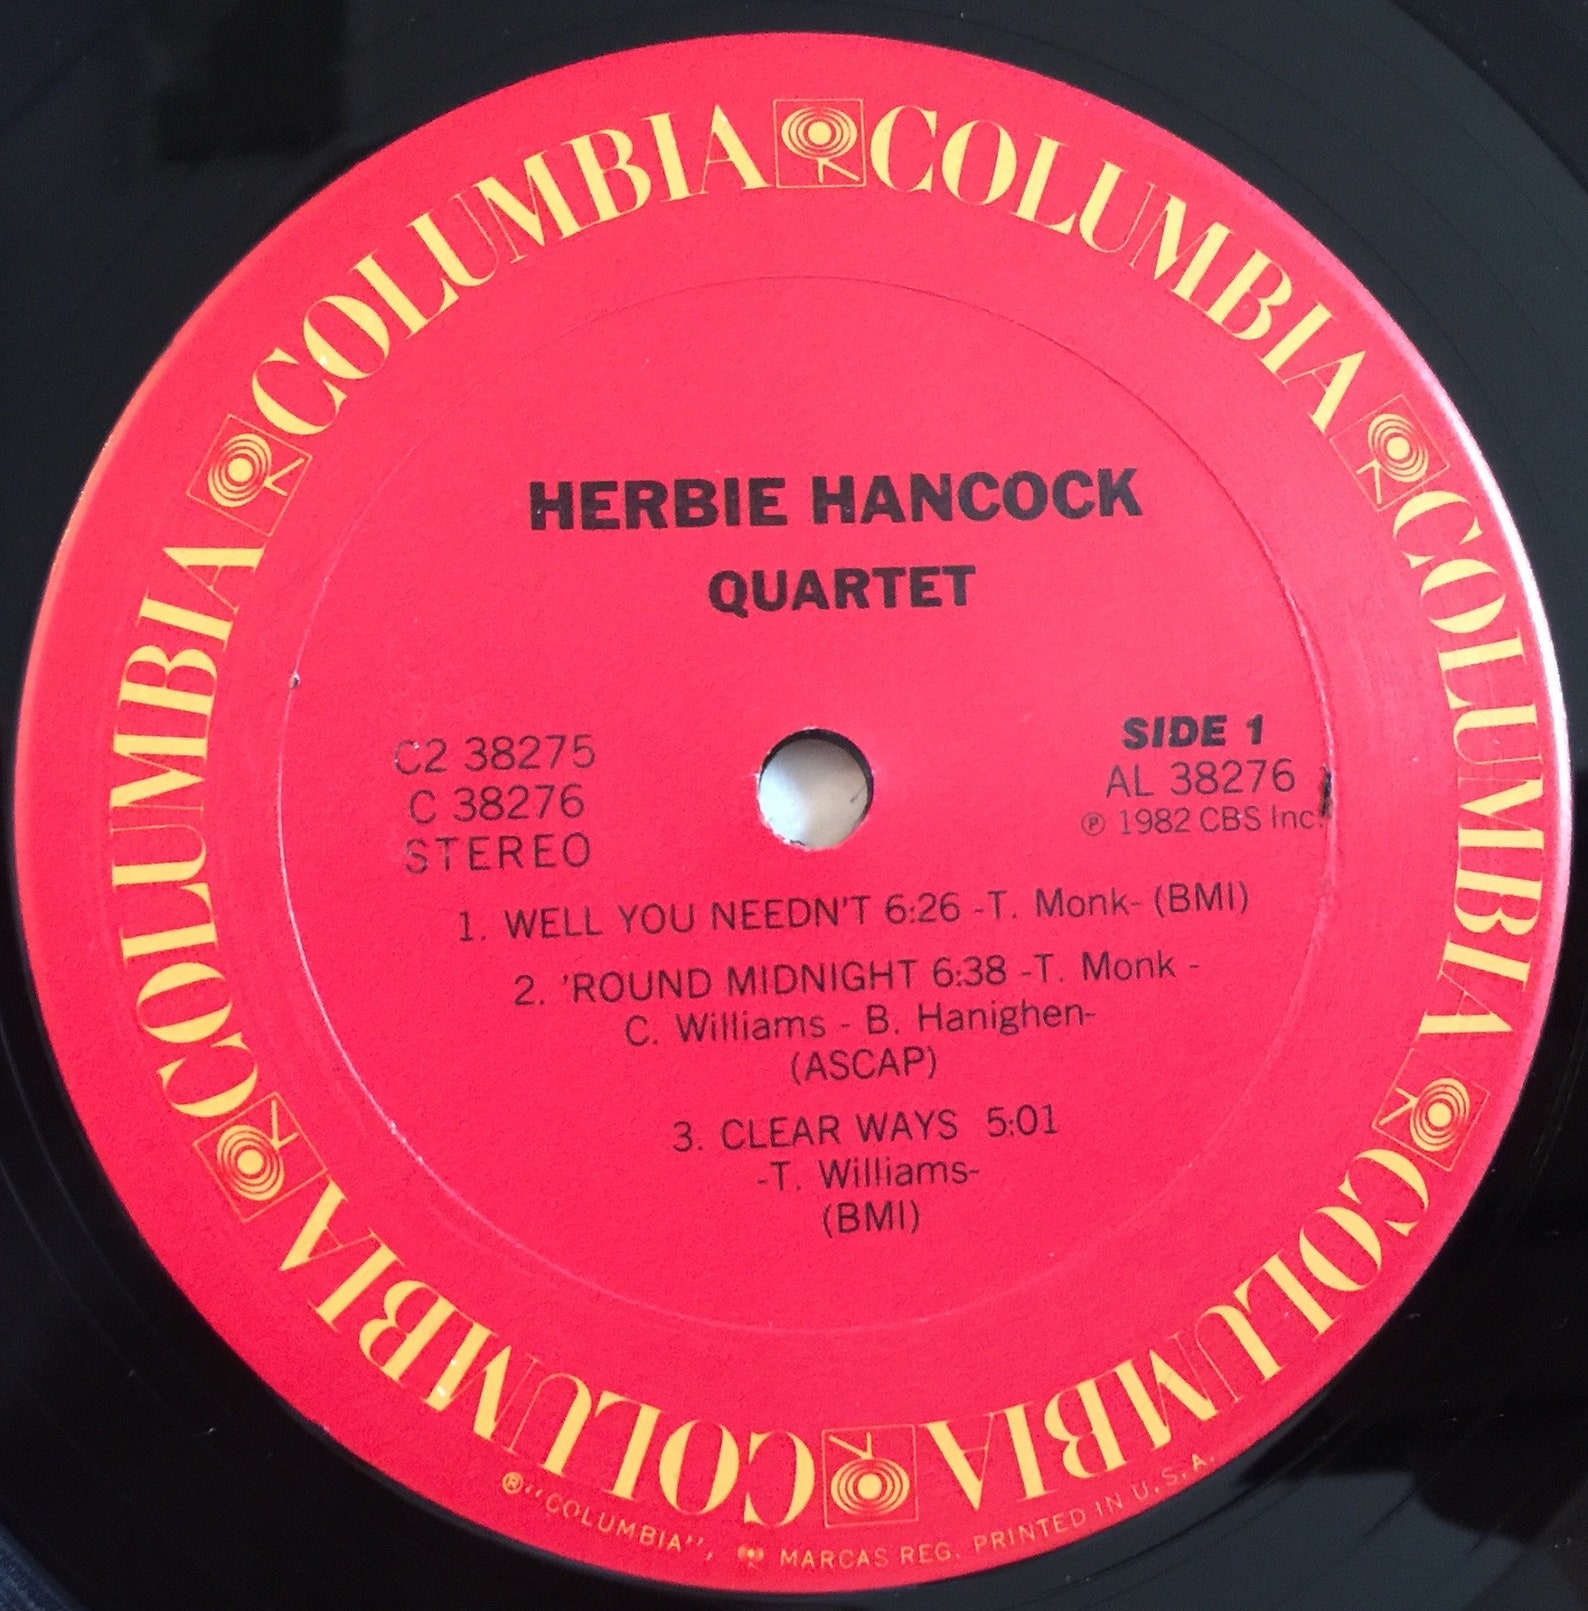 COLUMBIA COLUMBIA COLUMBIA COLUMBIA COLUMBIA COLUMBIA
HERBIE HANCOCK
QUARTET
C2 38275
C 38276
STEREO
SIDE 1
AL 38276
℗ 1982 CBS Inc.
1. WELL YOU NEEDN'T 6:26 -T. Monk- (BMI)
2. 'ROUND MIDNIGHT 6:38 -T. Monk -
C. Williams - B. Hanighen-
(ASCAP)
3. CLEAR WAYS 5:01
-T. Williams-
(BMI)
® "COLUMBIA", MARCAS REG. PRINTED IN U.S.A.